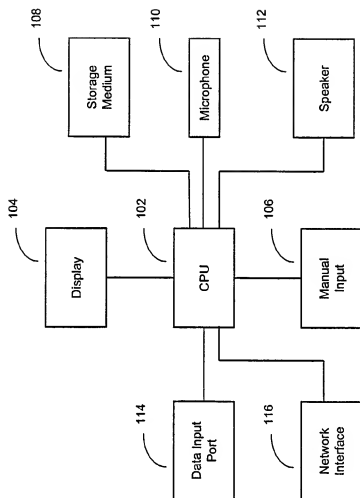 108
Storage
Medium
110
Microphone
112
Speaker
104
Display
102
CPU
106
Manual
Input
114
Data Input
Port
116
Network
Interface